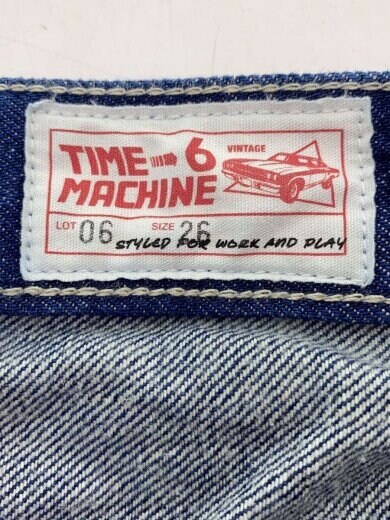 TIME 6 VINTAGE
MACHINE
LOT 06 SIZE 26
STYLED FOR WORK AND PLAY